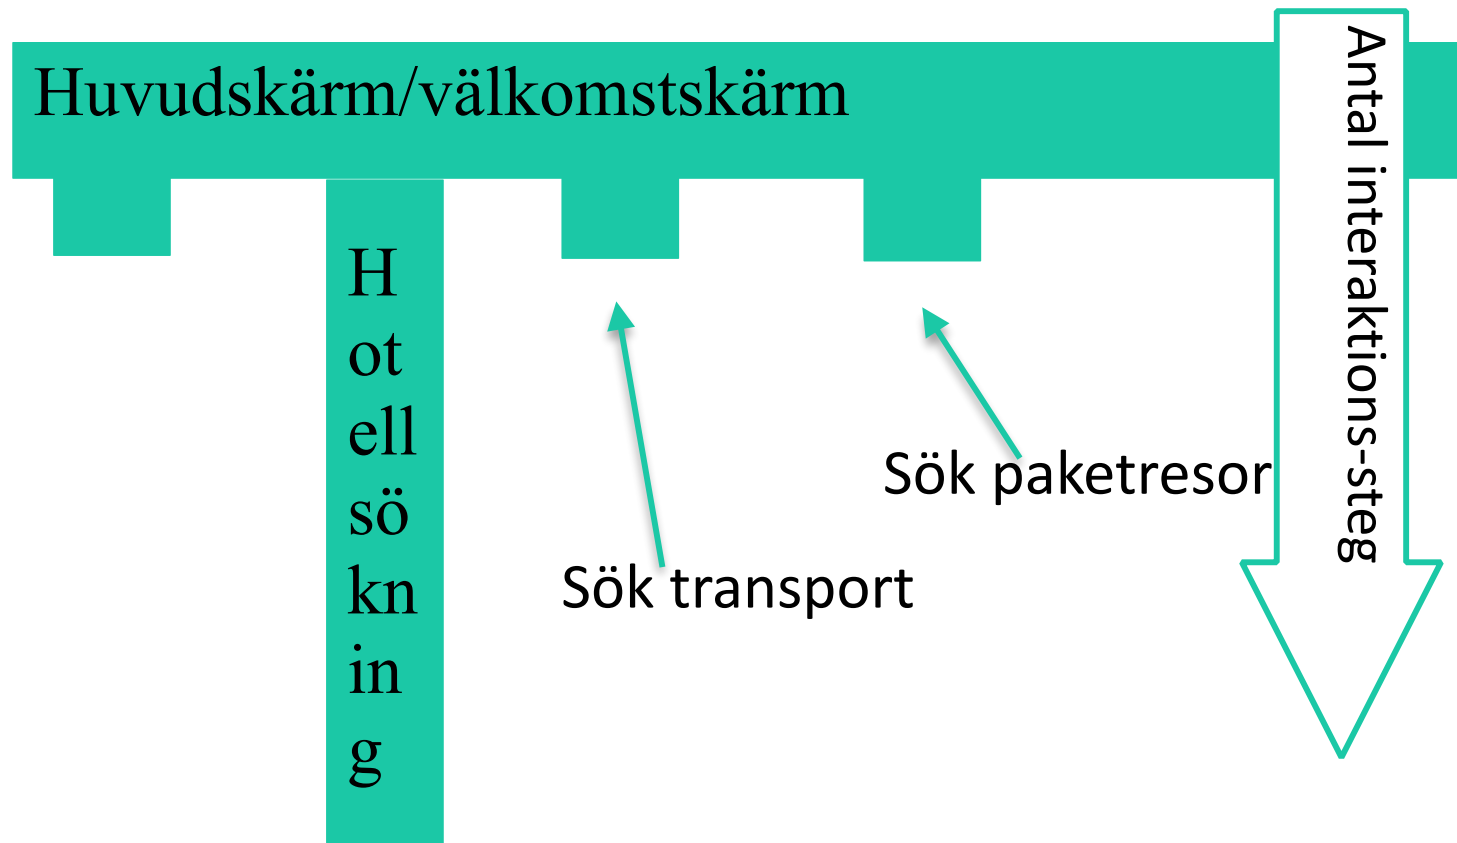 Huvudskärm/välkomstskärm
H
ot
ell
sö
kn
in
g
Sök transport
Sök paketresor
Antal interaktions-steg